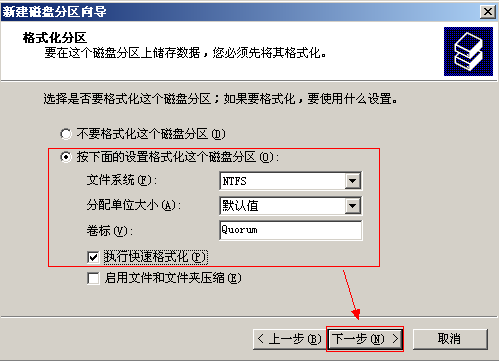 新建磁盘分区向导
格式化分区
要在这个磁盘分区上储存数据，您必须先将其格式化。
选择是否要格式化这个磁盘分区；如果要格式化，要使用什么设置。
不要格式化这个磁盘分区(D)
按下面的设置格式化这个磁盘分区(O):
文件系统(F): NTFS
分配单位大小(A): 默认值
卷标(V): Quorum
执行快速格式化(P)
启用文件和文件夹压缩(E)
< 上一步(B) 下一步(N) > 取消